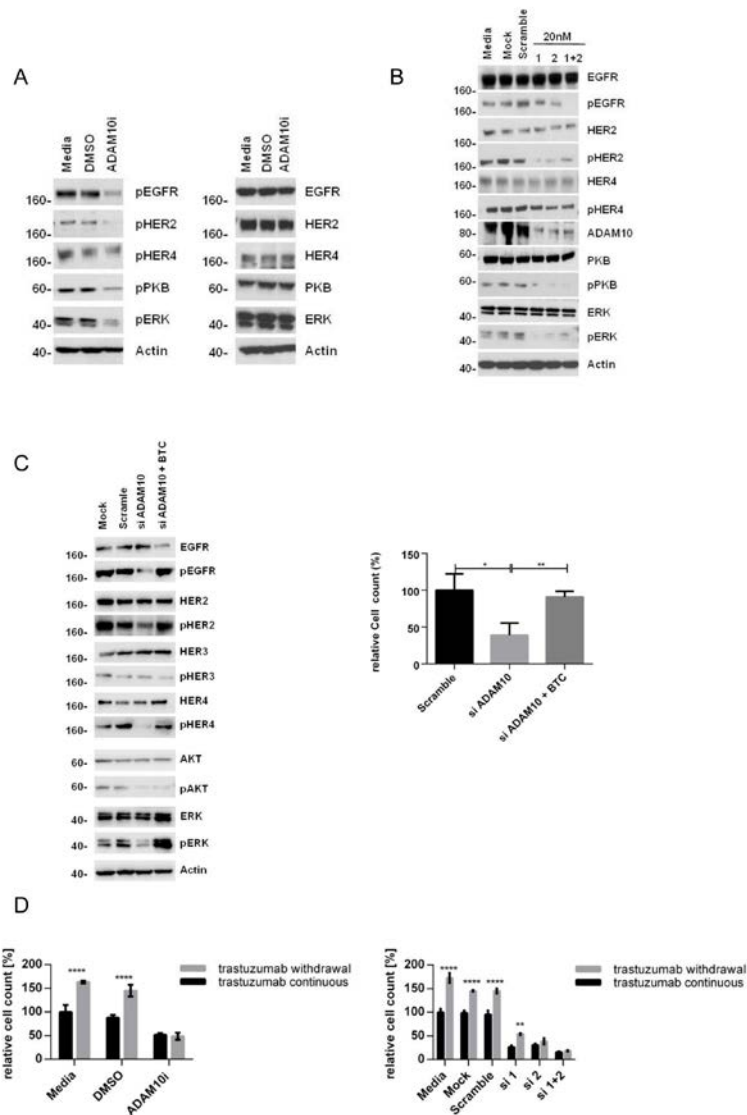 A
Media
DMSO
ADAM10i
160- pEGFR
160- pHER2
160- pHER4
60- pPKB
40- pERK
40- Actin
Media
DMSO
ADAM10i
160- EGFR
160- HER2
160- HER4
60- PKB
40- ERK
Actin
B
Media
Mock
Scramble
20nM
1 2 1+2
EGFR
160-
pEGFR
160-
HER2
160-
pHER2
160-
HER4
160-
pHER4
80- ADAM10
60- PKB
60- pPKB
40- ERK
40- pERK
40- Actin
C
Mock
Scramle
si ADAM10
si ADAM10 + BTC
160- EGFR
160- pEGFR
160- HER2
160- pHER2
160- HER3
160- pHER3
160- HER4
160- pHER4
60- AKT
60- pAKT
40- ERK
40- pERK
40- Actin
relative Cell count (%)
150
100
50
0
* **
Scramble
si ADAM10
si ADAM10 + BTC
D
relative cell count [%]
200
150
100
50
0
**** ****
Media
DMSO
ADAM10i
trastuzumab withdrawal
trastuzumab continuous
relative cell count [%]
200
150
100
50
0
**** **** **** **
Media
Mock
Scramble
si 1
si 2
si 1+2
trastuzumab withdrawal
trastuzumab continuous